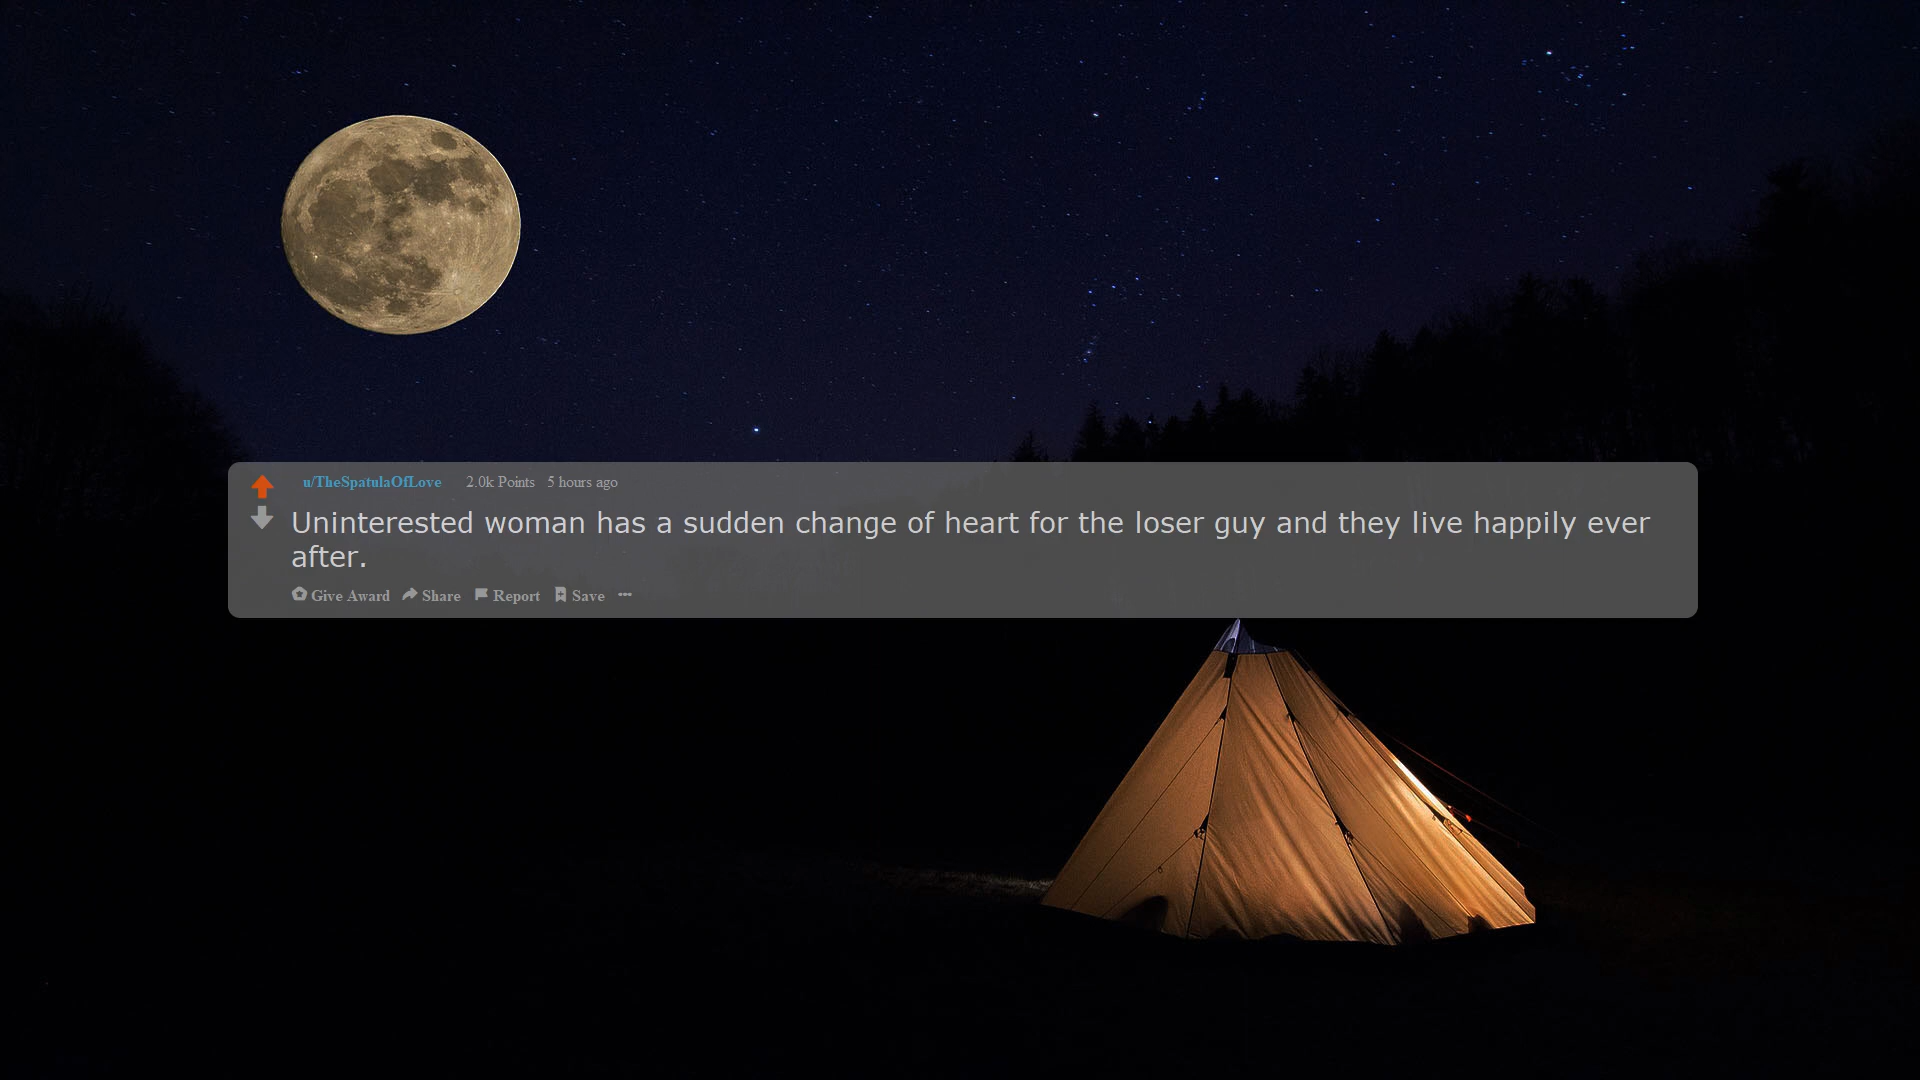 u/TheSpatulaOfLove 2.0k Points 5 hours ago
Uninterested woman has a sudden change of heart for the loser guy and they live happily ever
after.
Give Award Share Report Save ···